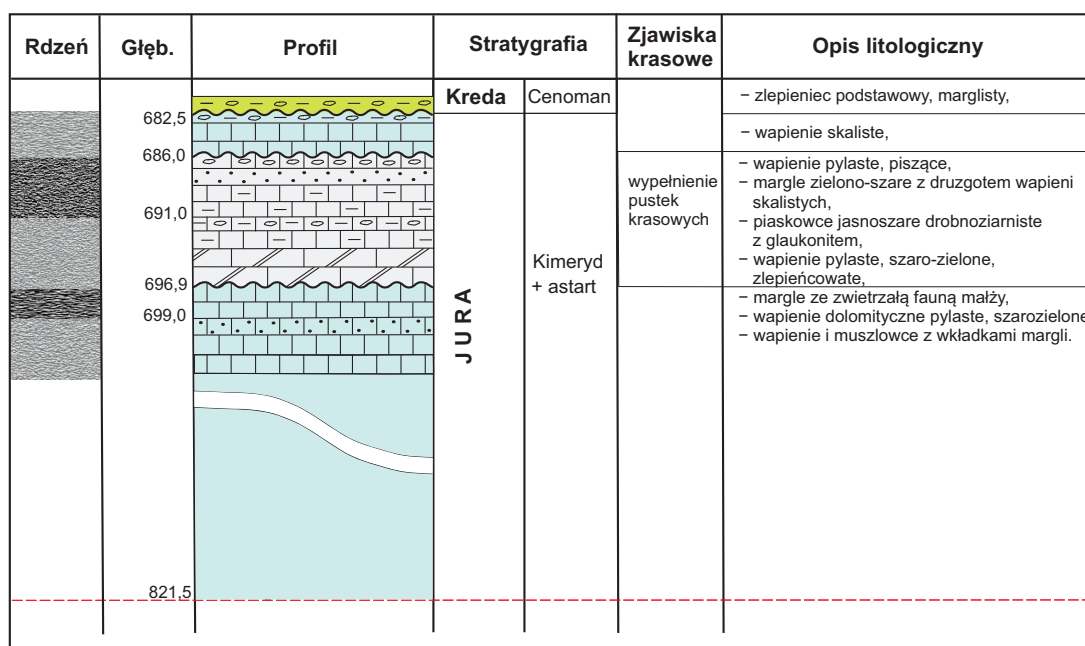 Rdzeń
Głęb.
Profil
Stratygrafia
Zjawiska
krasowe
Opis litologiczny
682,5
686,0
691,0
696,9
699,0
821,5
Kreda
Cenoman
JURA
Kimeryd
+ astart
wypełnienie
pustek
krasowych
– zlepieniec podstawowy, marglisty,
– wapienie skaliste,
– wapienie pylaste, piszące,
– margle zielono-szare z druzgotem wapieni
skalistych,
– piaskowce jasnoszare drobnoziarniste
z glaukonitem,
– wapienie pylaste, szaro-zielone,
zlepieńcowate,
– margle ze zwietrzałą fauną małży,
– wapienie dolomityczne pylaste, szarozielone
– wapienie i muszlowce z wkładkami margli.